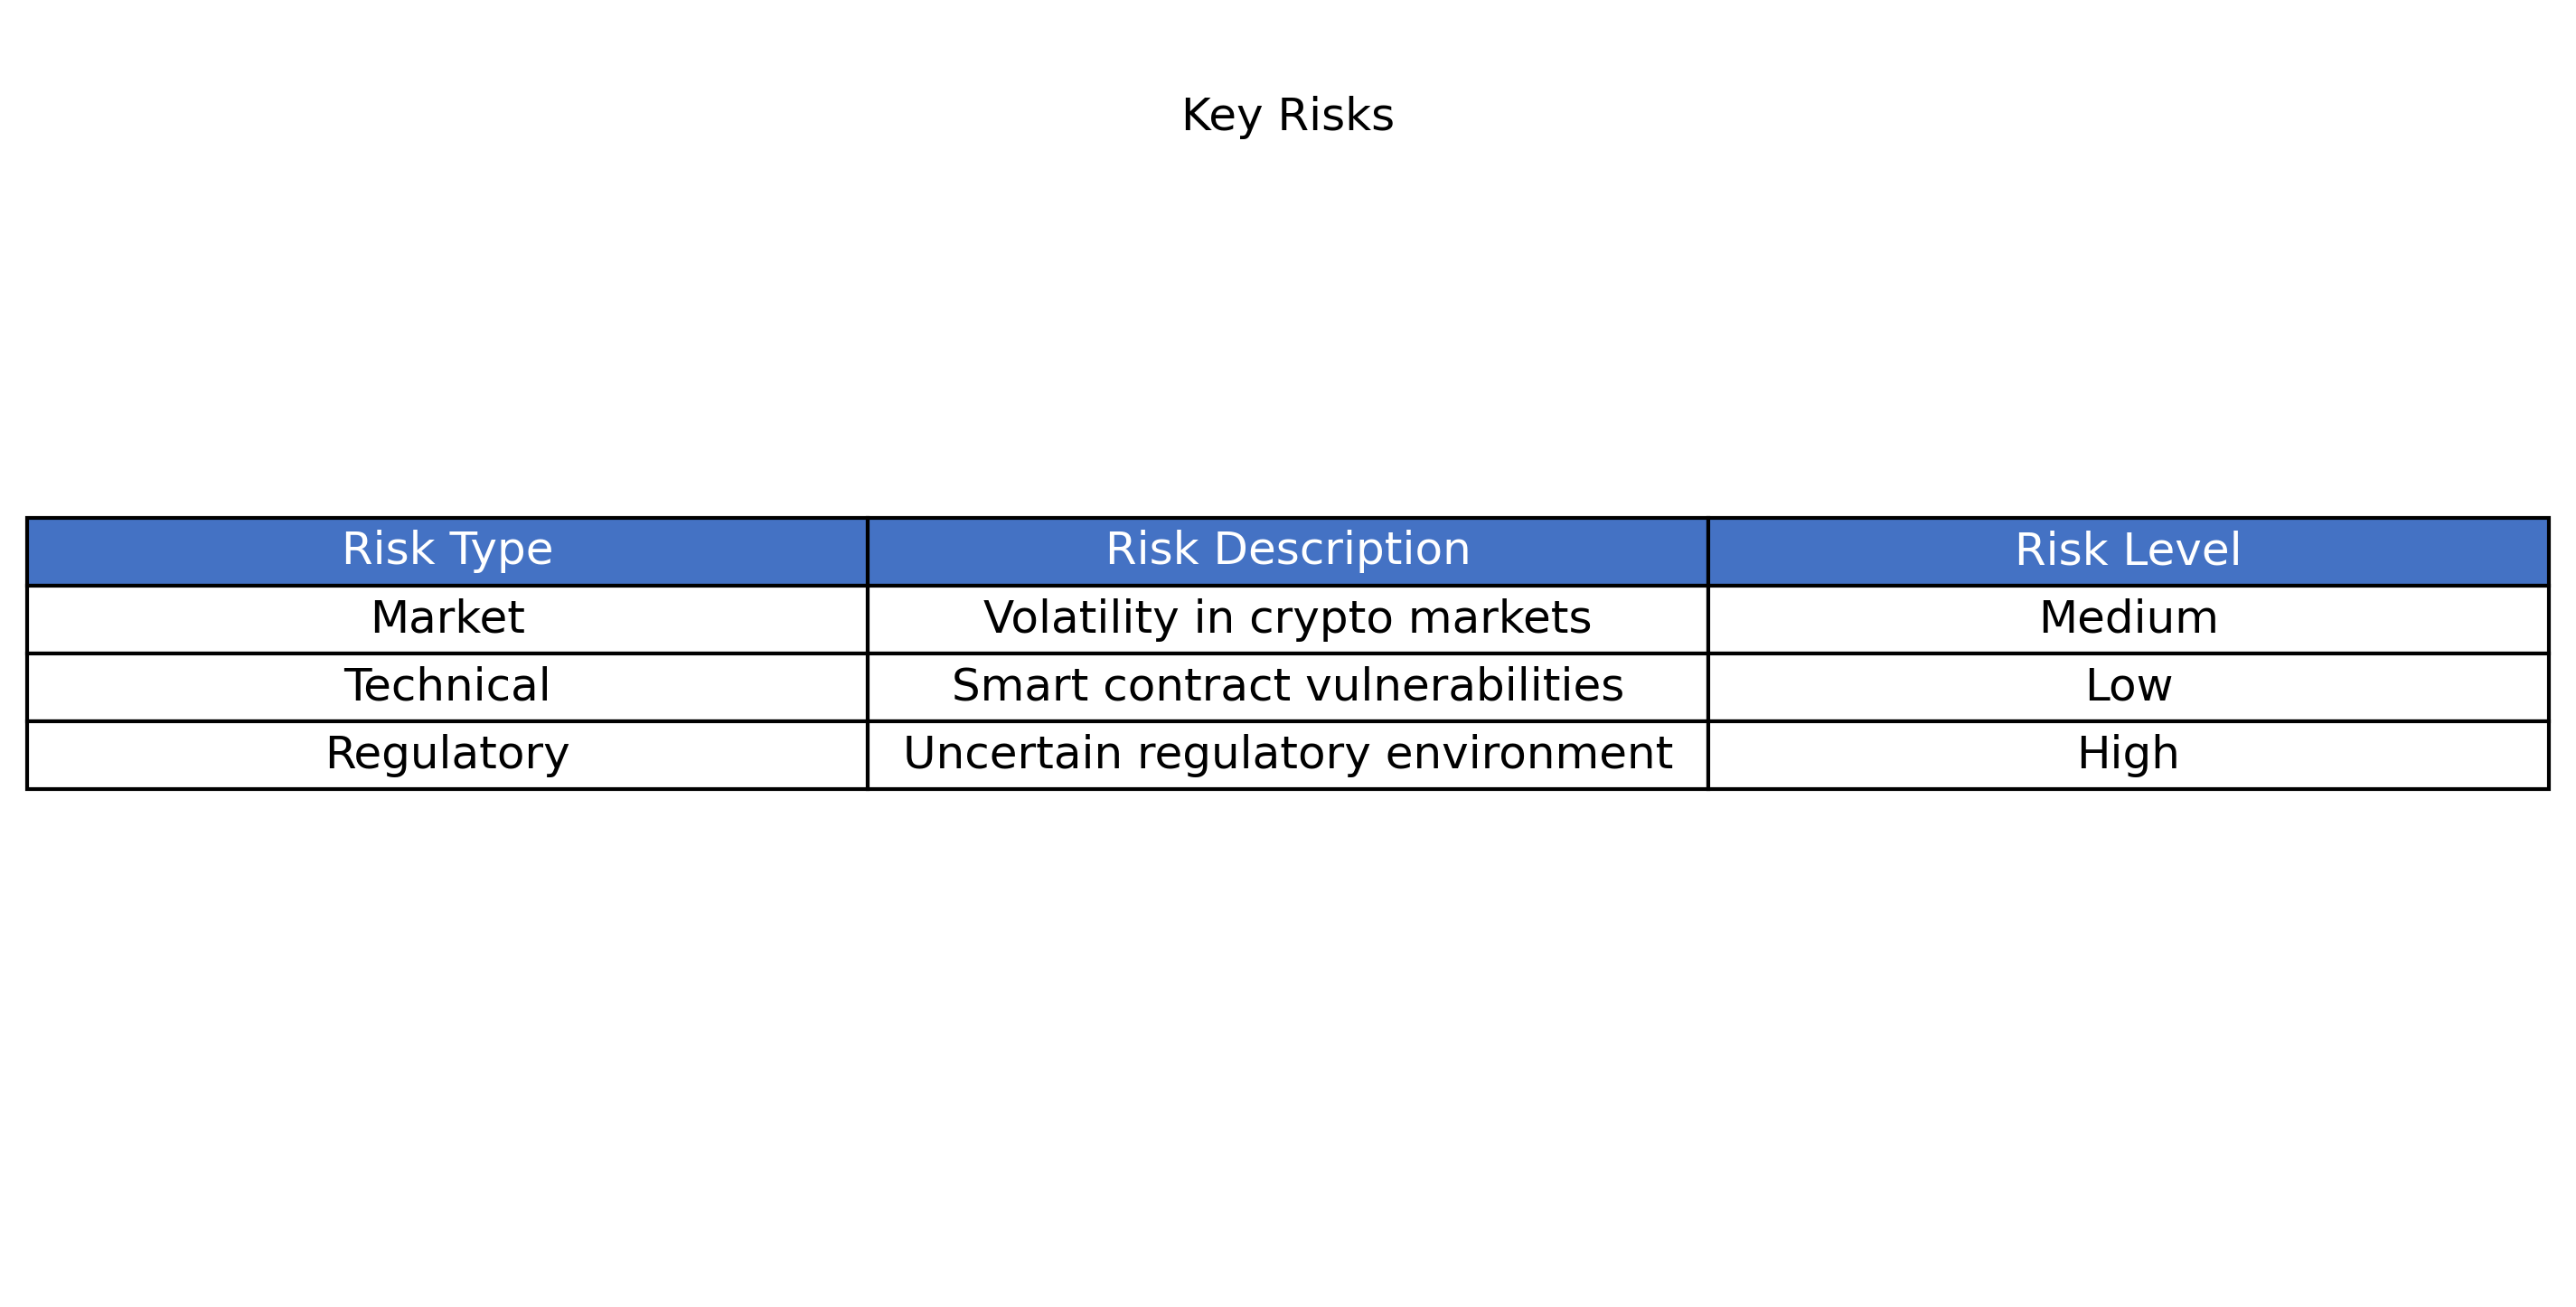 Key Risks
Risk Type Risk Description Risk Level
Market Volatility in crypto markets Medium
Technical Smart contract vulnerabilities Low
Regulatory Uncertain regulatory environment High